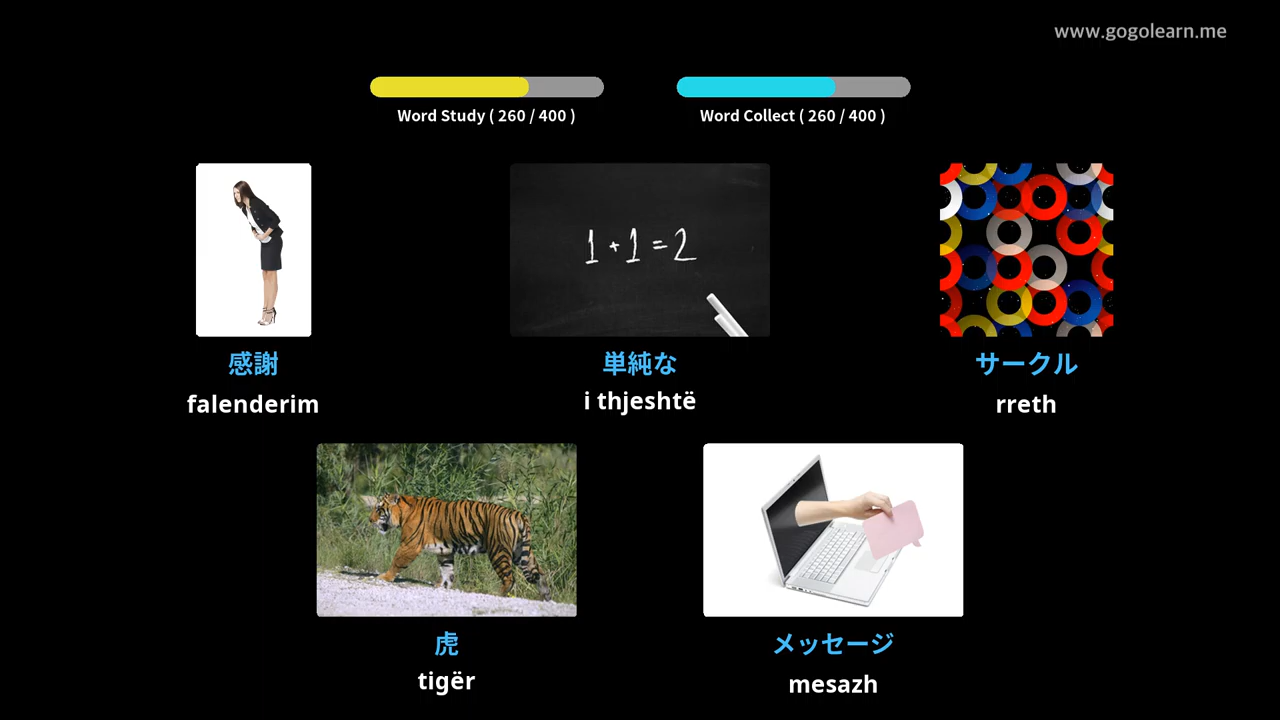 www.gogolearn.me
Word Study ( 260 / 400 )
Word Collect ( 260 / 400 )
1 + 1 = 2
感謝
falenderim
単純な
i thjeshtë
サークル
rreth
虎
tigër
メッセージ
mesazh